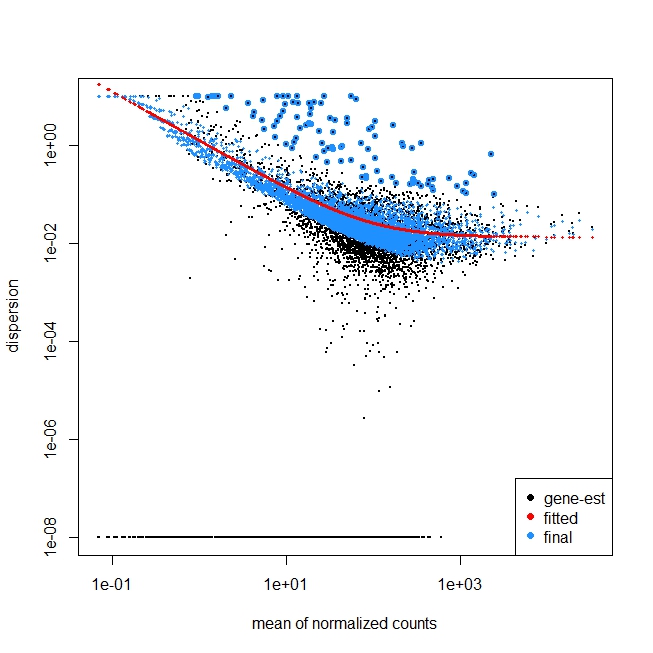 dispersion
1e+00
1e-02
1e-04
1e-06
1e-08
gene-est
fitted
final
1e-01
1e+01
1e+03
mean of normalized counts